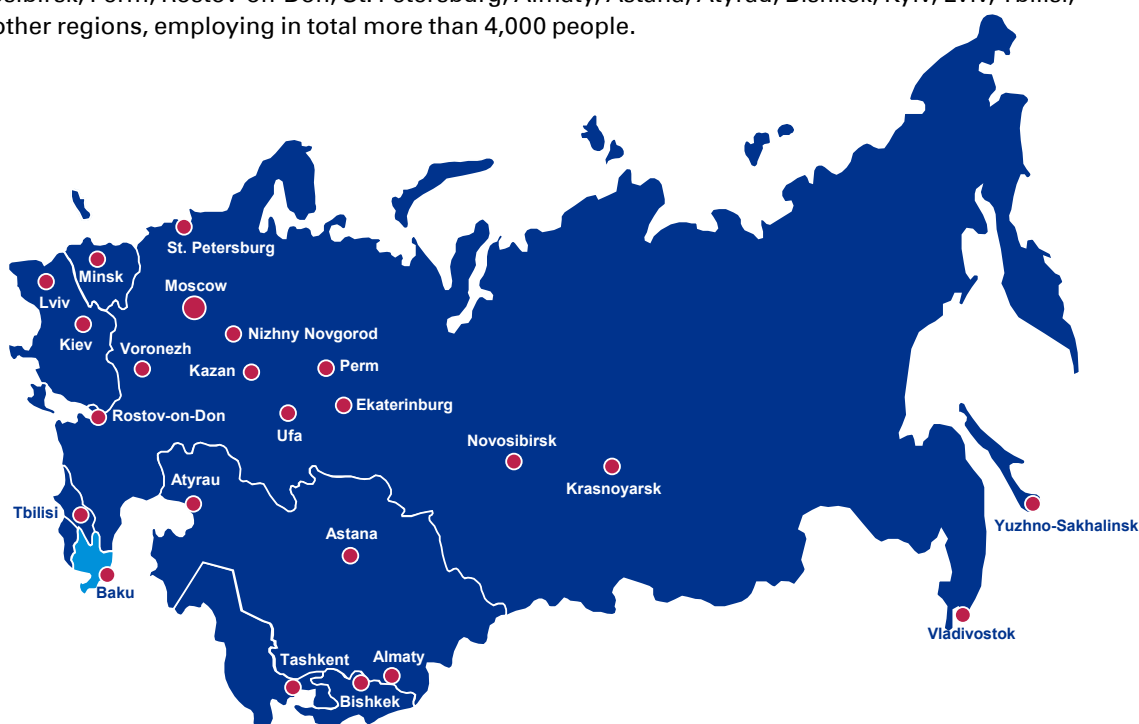 other regions, employing in total more than 4,000 people.
St. Petersburg
Minsk
Moscow
Lviv
Nizhny Novgorod
Kiev
Voronezh
Kazan
Perm
Ekaterinburg
Rostov-on-Don
Ufa
Novosibirsk
Krasnoyarsk
Atyrau
Tbilisi
Yuzhno-Sakhalinsk
Astana
Baku
Vladivostok
Tashkent
Almaty
Bishkek